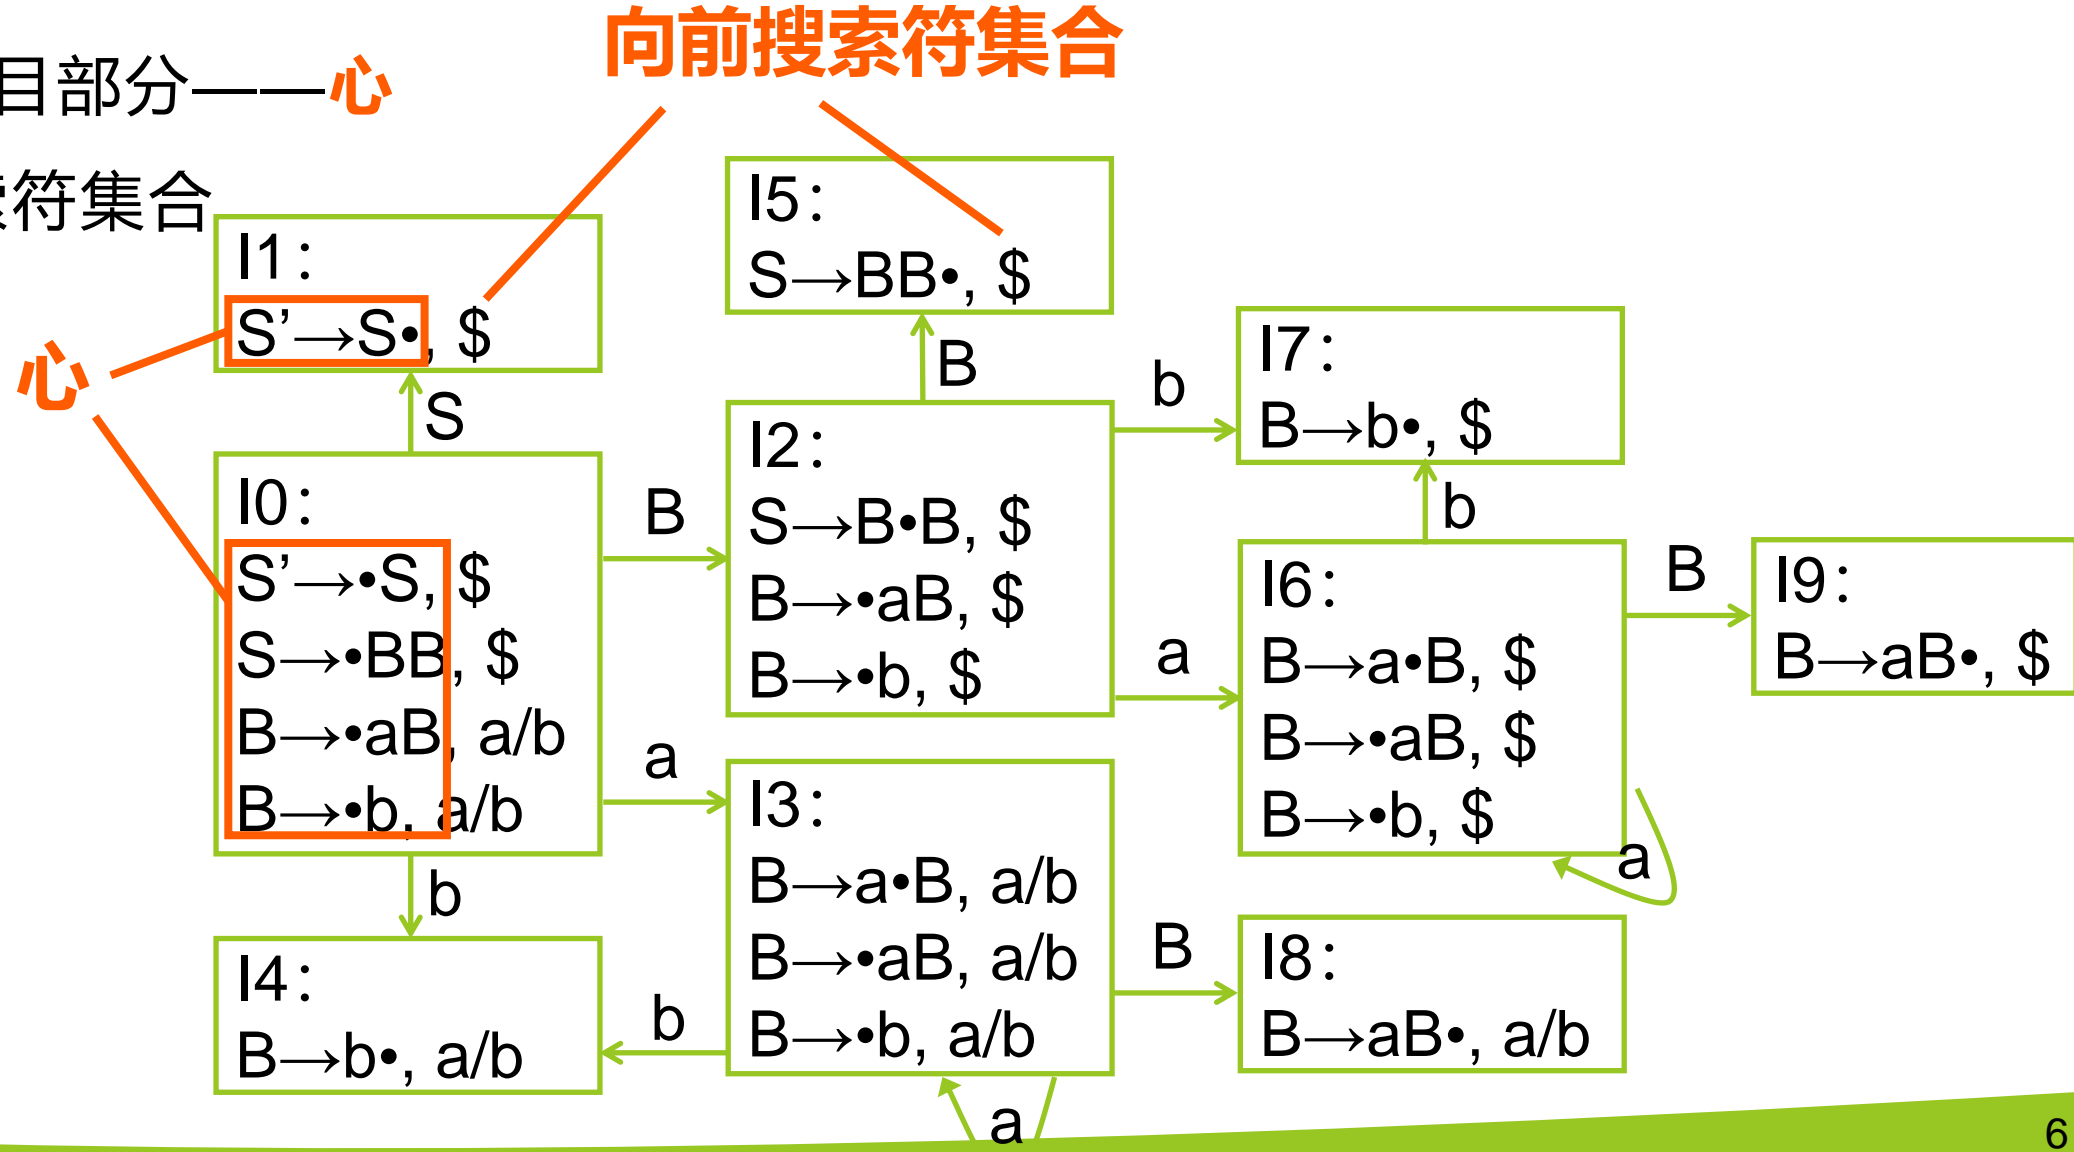 向前搜索符集合
目部分——心
符集合
I5:
S→BB•, $
I1:
S’→S•, $
心
I7:
B→b•, $
B
b
S
I2:
S→B•B, $
B→•aB, $
B→•b, $
I0:
S’→•S, $
S→•BB, $
B→•aB, a/b
B→•b, a/b
B
b
I6:
B→a•B, $
B→•aB, $
B→•b, $
B
I9:
B→aB•, $
a
a
I3:
B→a•B, a/b
B→•aB, a/b
B→•b, a/b
a
b
I4:
B→b•, a/b
b
B
I8:
B→aB•, a/b
a
6